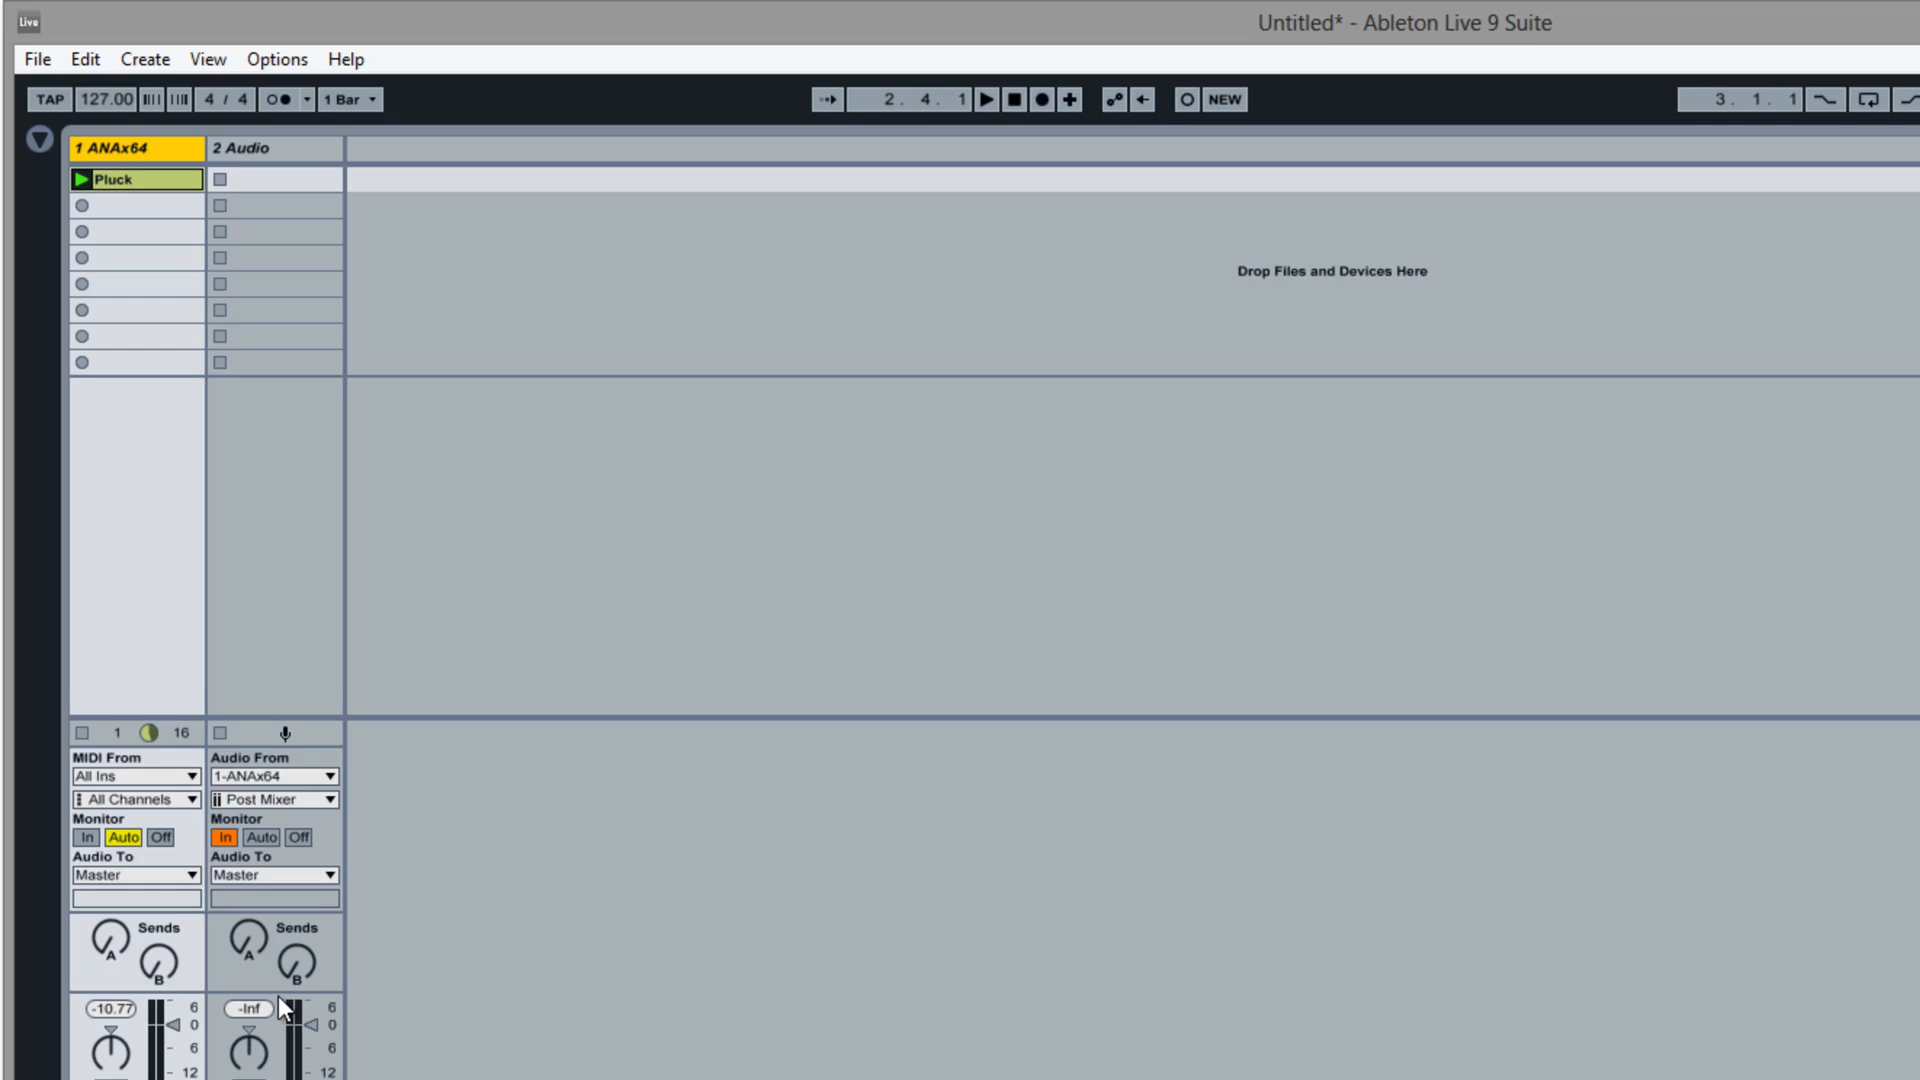 Live
Untitled* - Ableton Live 9 Suite
File Edit Create View Options Help
TAP 127.00 4 / 4 1 Bar 2. 4. 1 NEW 3. 1. 1
1 ANAx64 2 Audio
Pluck
Drop Files and Devices Here
1 16
MIDI From Audio From
All Ins 1-ANAx64
All Channels Post Mixer
Monitor Monitor
In Auto Off In Auto Off
Audio To Audio To
Master Master
Sends Sends
A A
B B
-10.77 6 -Inf 6
0 0
6 6
12 12